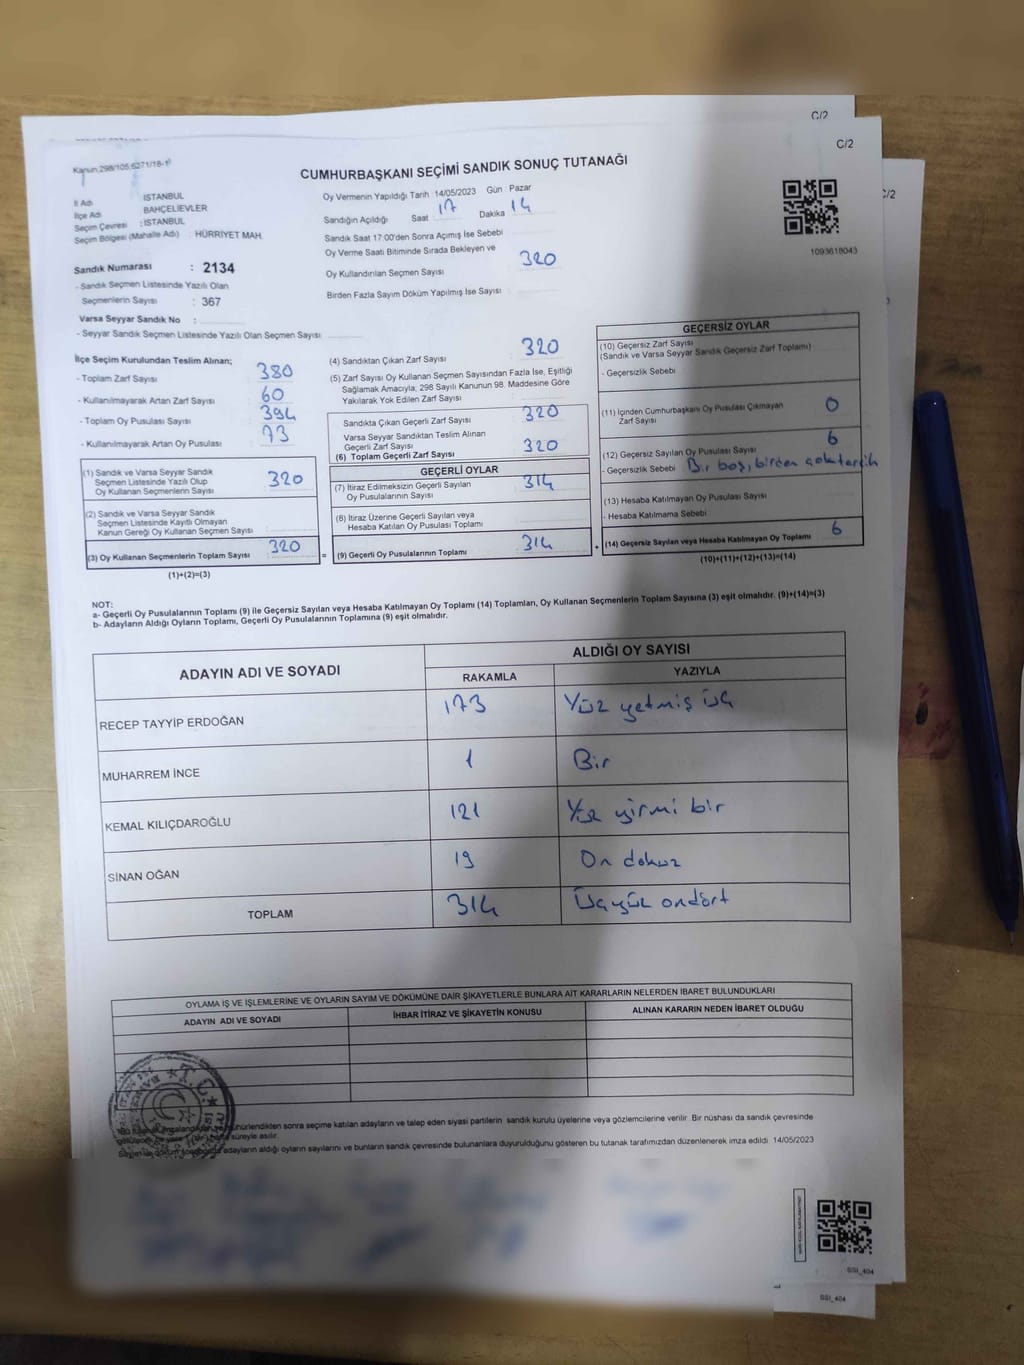 C/2
C/2
C/2
Kanun:298/105;6271/18-1
CUMHURBAŞKANI SEÇİMİ SANDIK SONUÇ TUTANAĞI
İl Adı : İSTANBUL
İlçe Adı : BAHÇELİEVLER
Seçim Çevresi : İSTANBUL
Seçim Bölgesi (Mahalle Adı) : HÜRRİYET MAH.
Sandık Numarası : 2134
- Sandık Seçmen Listesinde Yazılı Olan
Seçmenlerin Sayısı : 367
Varsa Seyyar Sandık No :
- Seyyar Sandık Seçmen Listesinde Yazılı Olan Seçmen Sayısı
Oy Vermenin Yapıldığı Tarih : 14/05/2023 Gün Pazar
Sandığın Açıldığı Saat 17 Dakika 14
Sandık Saat 17:00'den Sonra Açımış İse Sebebi
Oy Verme Saati Bitiminde Sırada Bekleyen ve
Oy Kullandırılan Seçmen Sayısı : 320
Birden Fazla Sayım Döküm Yapılmış İse Sayısı :
1093618043
İlçe Seçim Kurulundan Teslim Alınan;
- Toplam Zarf Sayısı : 380
- Kullanılmayarak Artan Zarf Sayısı : 60
- Toplam Oy Pusulası Sayısı : 394
- Kullanılmayarak Artan Oy Pusulası : 73
(1) Sandık ve Varsa Seyyar Sandık
Seçmen Listesinde Yazılı Olup
Oy Kullanan Seçmenlerin Sayısı : 320
(2) Sandık ve Varsa Seyyar Sandık
Seçmen Listesinde Kayıtlı Olmayan
Kanun Gereği Oy Kullanan Seçmen Sayısı :
(3) Oy Kullanan Seçmenlerin Toplam Sayısı : 320 =
(1)+(2)=(3)
(4) Sandıktan Çıkan Zarf Sayısı : 320
(5) Zarf Sayısı Oy Kullanan Seçmen Sayısından Fazla İse, Eşitliği
Sağlamak Amacıyla; 298 Sayılı Kanunun 98. Maddesine Göre
Yakılarak Yok Edilen Zarf Sayısı :
Sandıkta Çıkan Geçerli Zarf Sayısı : 320
Varsa Seyyar Sandıktan Teslim Alınan
Geçerli Zarf Sayısı
(6) Toplam Geçerli Zarf Sayısı : 320
GEÇERLİ OYLAR
(7) İtiraz Edilmeksizin Geçerli Sayılan
Oy Pusulalarının Sayısı : 314
(8) İtiraz Üzerine Geçerli Sayılan veya
Hesaba Katılan Oy Pusulası Toplamı :
(9) Geçerli Oy Pusulalarının Toplamı : 314 +
GEÇERSİZ OYLAR
(10) Geçersiz Zarf Sayısı
(Sandık ve Varsa Seyyar Sandık Geçersiz Zarf Toplamı)
- Geçersizlik Sebebi
(11) İçinden Cumhurbaşkanı Oy Pusulası Çıkmayan
Zarf Sayısı : 0
(12) Geçersiz Sayılan Oy Pusulası Sayısı : 6
- Geçersizlik Sebebi Bir boş, birden çok tercih
(13) Hesaba Katılmayan Oy Pusulası Sayısı
- Hesaba Katılmama Sebebi
(14) Geçersiz Sayılan veya Hesaba Katılmayan Oy Toplamı : 6
(10)+(11)+(12)+(13)=(14)
NOT:
a- Geçerli Oy Pusulalarının Toplamı (9) ile Geçersiz Sayılan veya Hesaba Katılmayan Oy Toplamı (14) Toplamları, Oy Kullanan Seçmenlerin Toplam Sayısına (3) eşit olmalıdır. (9)+(14)=(3)
b- Adayların Aldığı Oyların Toplamı, Geçerli Oy Pusulalarının Toplamına (9) eşit olmalıdır.
ADAYIN ADI VE SOYADI ALDIĞI OY SAYISI
RAKAMLA YAZIYLA
RECEP TAYYİP ERDOĞAN 173 Yüz yetmiş üç
MUHARREM İNCE 1 Bir
KEMAL KILIÇDAROĞLU 121 Yüz yirmi bir
SİNAN OĞAN 19 On dokuz
TOPLAM 314 Üçyüz ondört
OYLAMA İŞ VE İŞLEMLERİNE VE OYLARIN SAYIM VE DÖKÜMÜNE DAİR ŞİKAYETLERLE BUNLARA AİT KARARLARIN NELERDEN İBARET BULUNDUKLARI
ADAYIN ADI VE SOYADI İHBAR İTİRAZ VE ŞİKAYETİN KONUSU ALINAN KARARIN NEDEN İBARET OLDUĞU
T.C.
mühürlendikten sonra seçime katılan adayların ve talep eden siyasi partilerin sandık kurulu üyelerine veya gözlemcilerine verilir. Bir nüshası da sandık çevresinde
süreyle asılır.
adayların aldığı oyların sayılarını ve bunların sandık çevresinde bulunanlara duyurulduğunu gösteren bu tutanak tarafımızdan düzenlenerek imza edildi. 14/05/2023
GSI_404
GSI_404